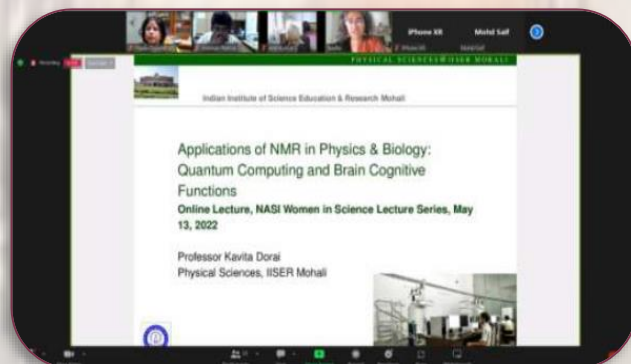 iPhone XR
Mohd Saif
Recording
PHYSICAL SCIENCES@IISER MOHALI
Indian Institute of Science Education & Research Mohali
Applications of NMR in Physics & Biology:
Quantum Computing and Brain Cognitive
Functions
Online Lecture, NASI Women in Science Lecture Series, May
13, 2022
Professor Kavita Dorai
Physical Sciences, IISER Mohali